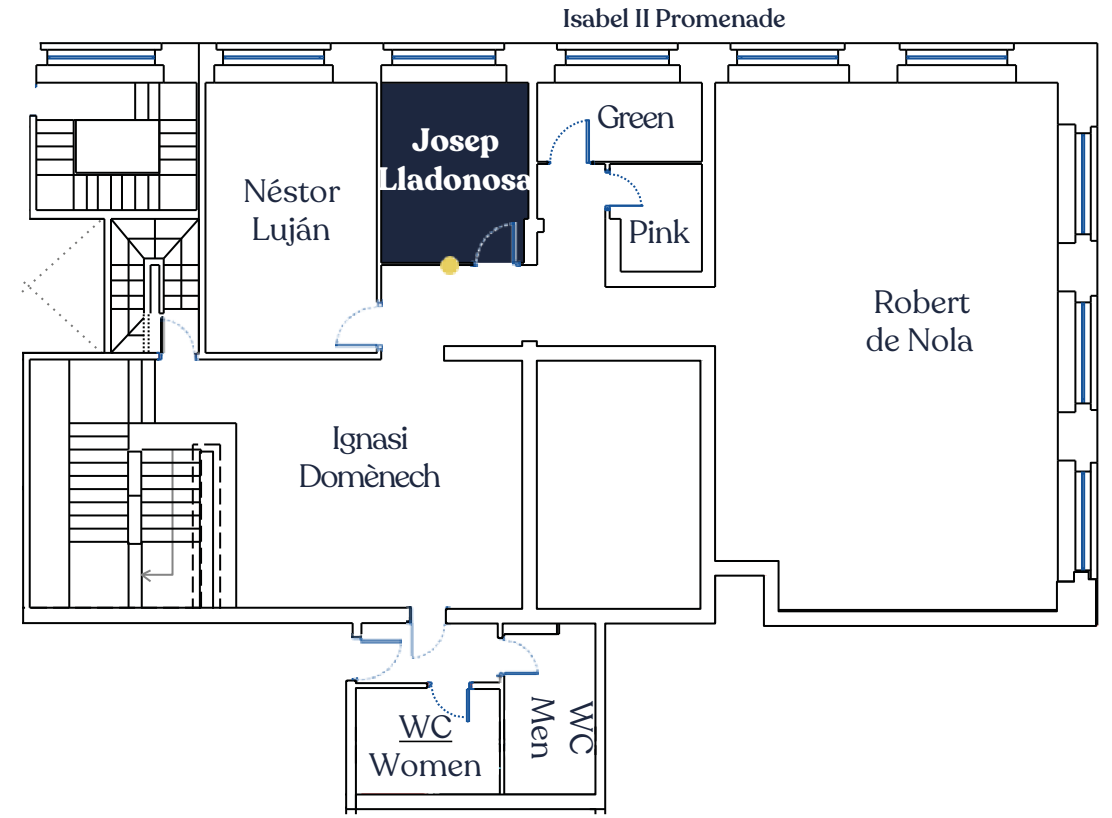 Isabel II Promenade
Green
Josep
Lladonosa
Néstor
Luján
Pink
Robert
de Nola
Ignasi
Domènech
WC
Women
WC
Men